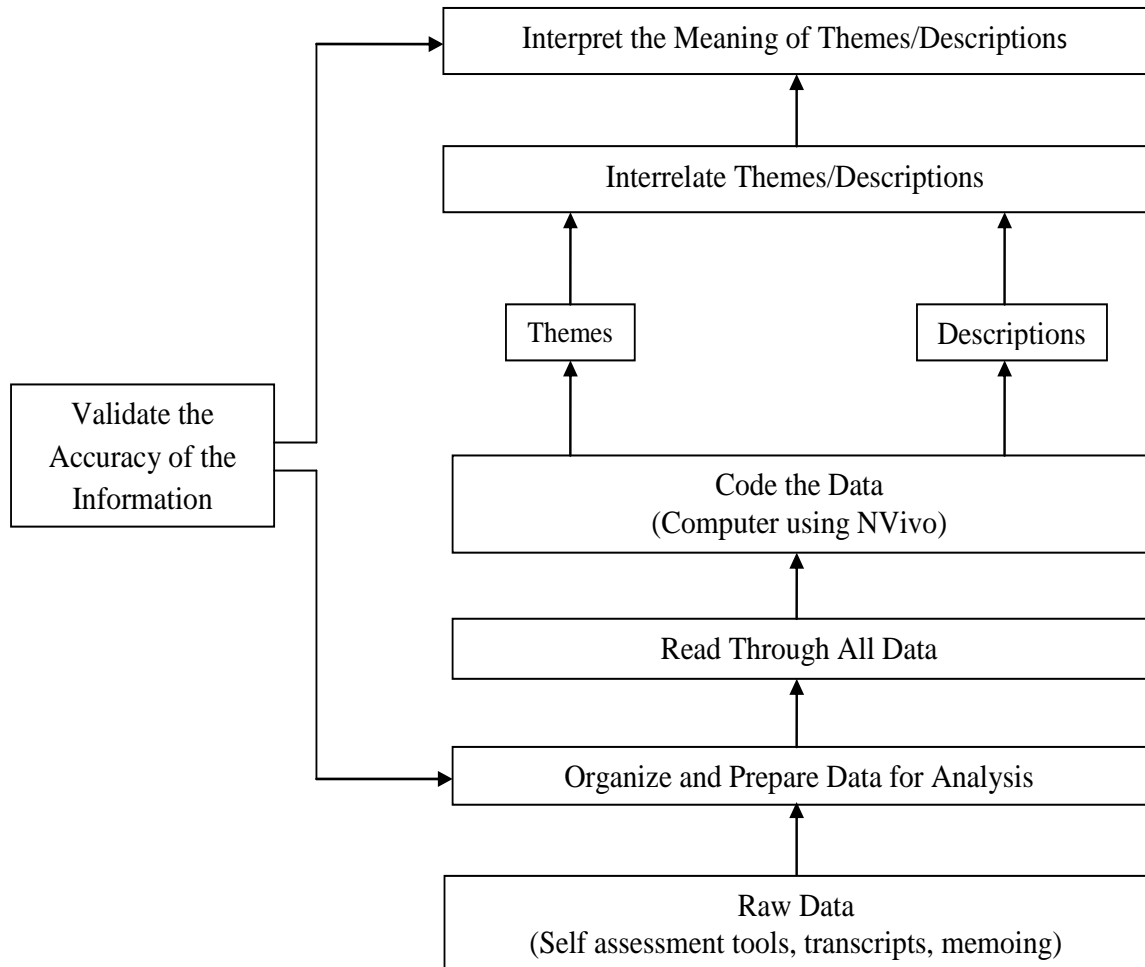 Interpret the Meaning of Themes/Descriptions
Interrelate Themes/Descriptions
Themes
Descriptions
Validate the
Accuracy of the
Information
Code the Data
(Computer using NVivo)
Read Through All Data
Organize and Prepare Data for Analysis
Raw Data
(Self assessment tools, transcripts, memoing)